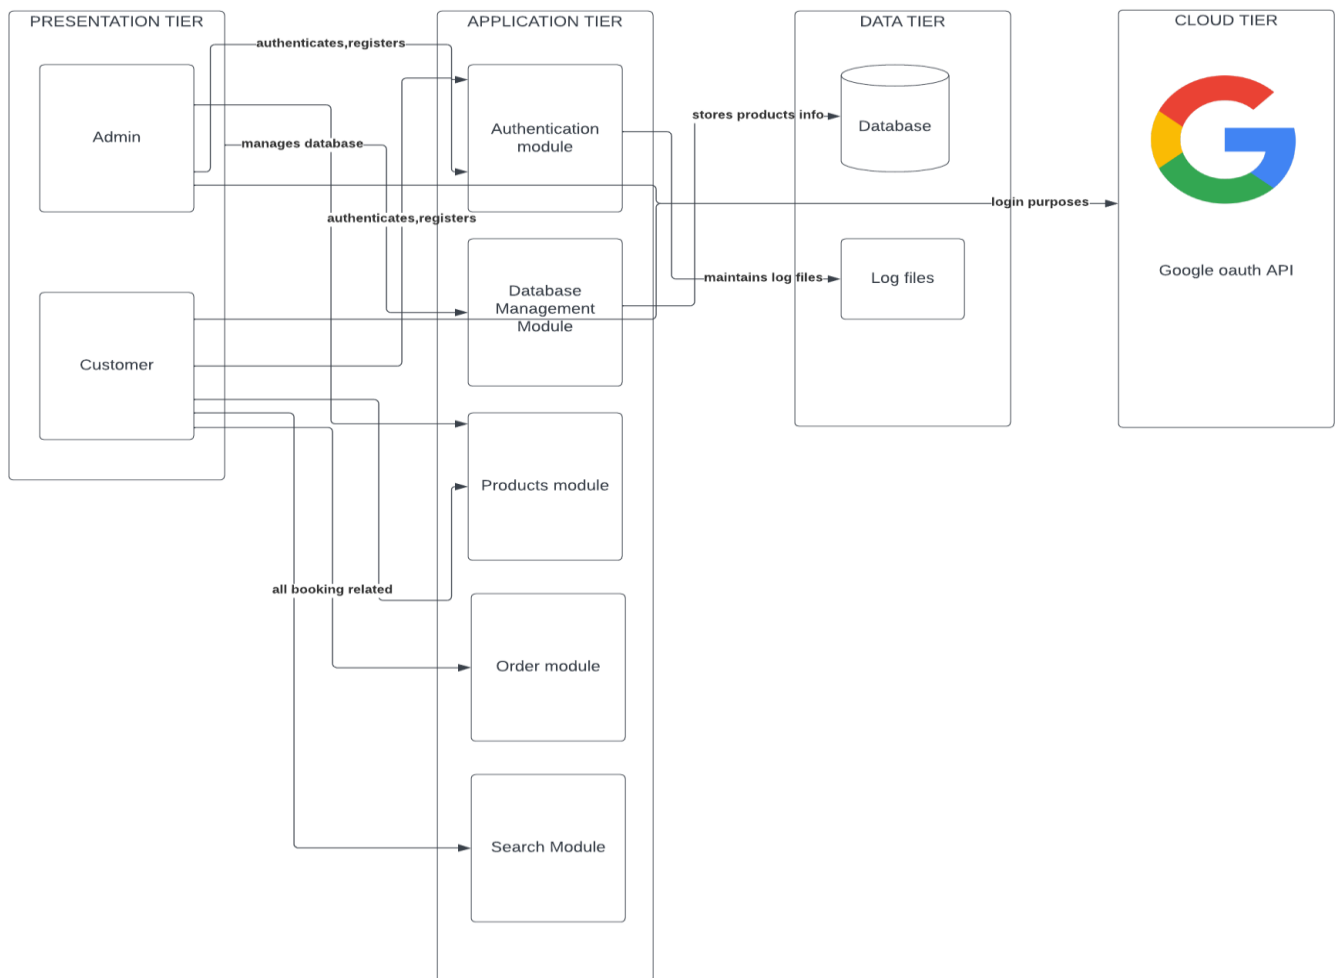 PRESENTATION TIER
APPLICATION TIER
DATA TIER
CLOUD TIER
authenticates,registers
Admin
manages database
authenticates,registers
Customer
all booking related
Authentication
module
Database
Management
Module
Products module
Order module
Search Module
stores products info
Database
maintains log files
Log files
login purposes
Google oauth API